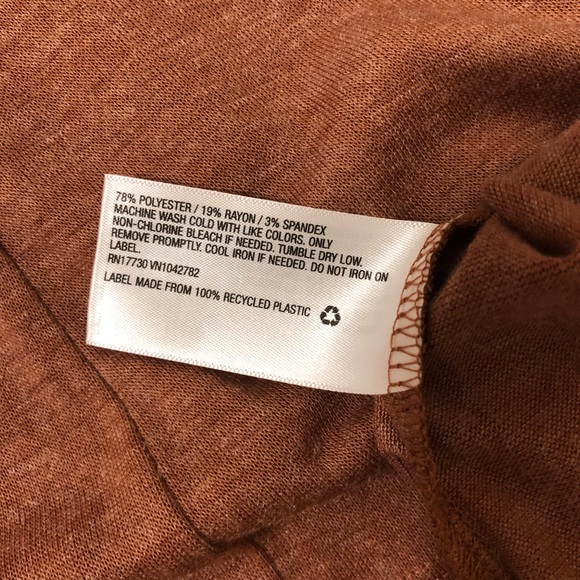 78% POLYESTER / 19% RAYON / 3% SPANDEX
MACHINE WASH COLD WITH LIKE COLORS. ONLY
NON-CHLORINE BLEACH IF NEEDED. TUMBLE DRY LOW.
REMOVE PROMPTLY. COOL IRON IF NEEDED. DO NOT IRON ON
LABEL.
RN17730 VN1042782
LABEL MADE FROM 100% RECYCLED PLASTIC